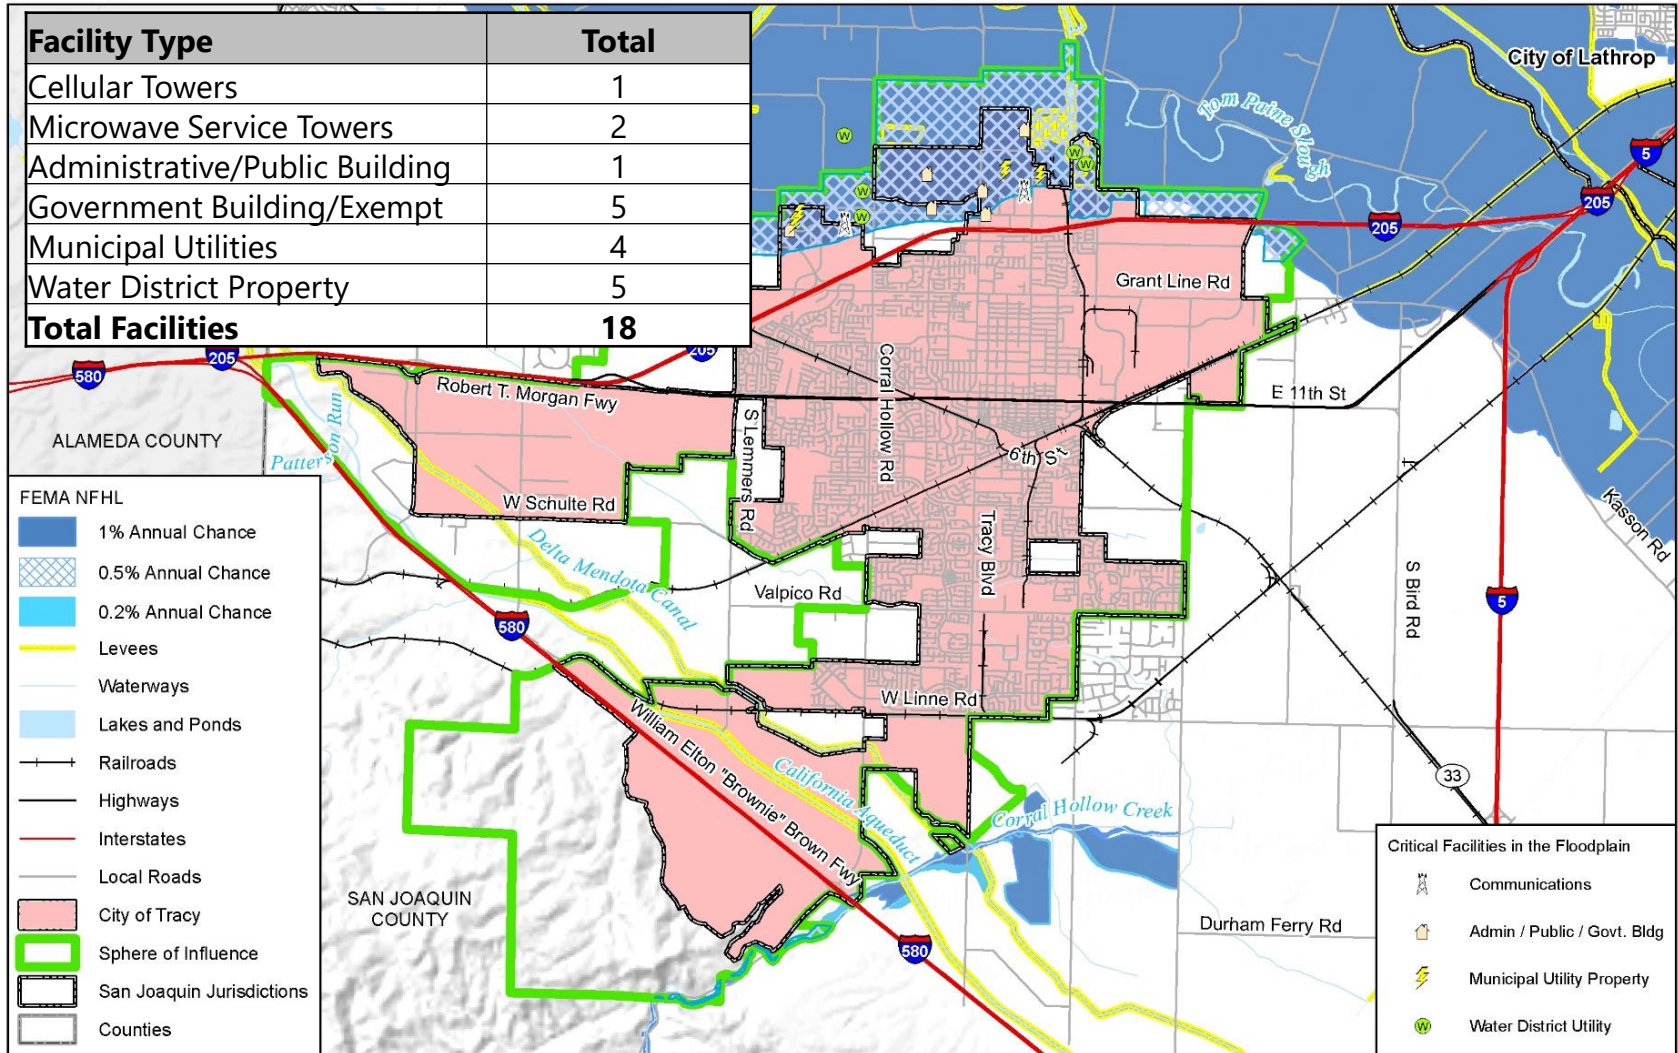 Facility Type Total
Cellular Towers 1
Microwave Service Towers 2
Administrative/Public Building 1
Government Building/Exempt 5
Municipal Utilities 4
Water District Property 5
Total Facilities 18
City of Lathrop
Tom Paine Slough
5
205
205
Grant Line Rd
205
205
580
Robert T. Morgan Fwy
E 11th St
Corral Hollow Rd
S Lemmers Rd
ALAMEDA COUNTY
Patterson Run
6th St
W Schulte Rd
Tracy Blvd
Kasson Rd
Delta Mendota Canal
Valpico Rd
S Bird Rd
580
5
W Linne Rd
William Elton "Brownie" Brown Fwy
California Aqueduct
Corral Hollow Creek
33
SAN JOAQUIN
COUNTY
Durham Ferry Rd
580
FEMA NFHL
1% Annual Chance
0.5% Annual Chance
0.2% Annual Chance
Levees
Waterways
Lakes and Ponds
Railroads
Highways
Interstates
Local Roads
City of Tracy
Sphere of Influence
San Joaquin Jurisdictions
Counties
Critical Facilities in the Floodplain
Communications
Admin / Public / Govt. Bldg
Municipal Utility Property
W Water District Utility
W
W
W
W
W